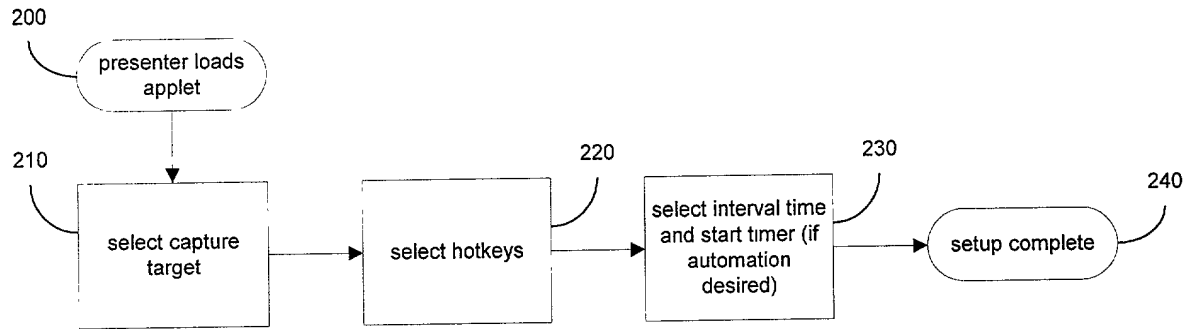 200
presenter loads
applet
210
select capture
target
220
select hotkeys
230
select interval time
and start timer (if
automation
desired)
240
setup complete